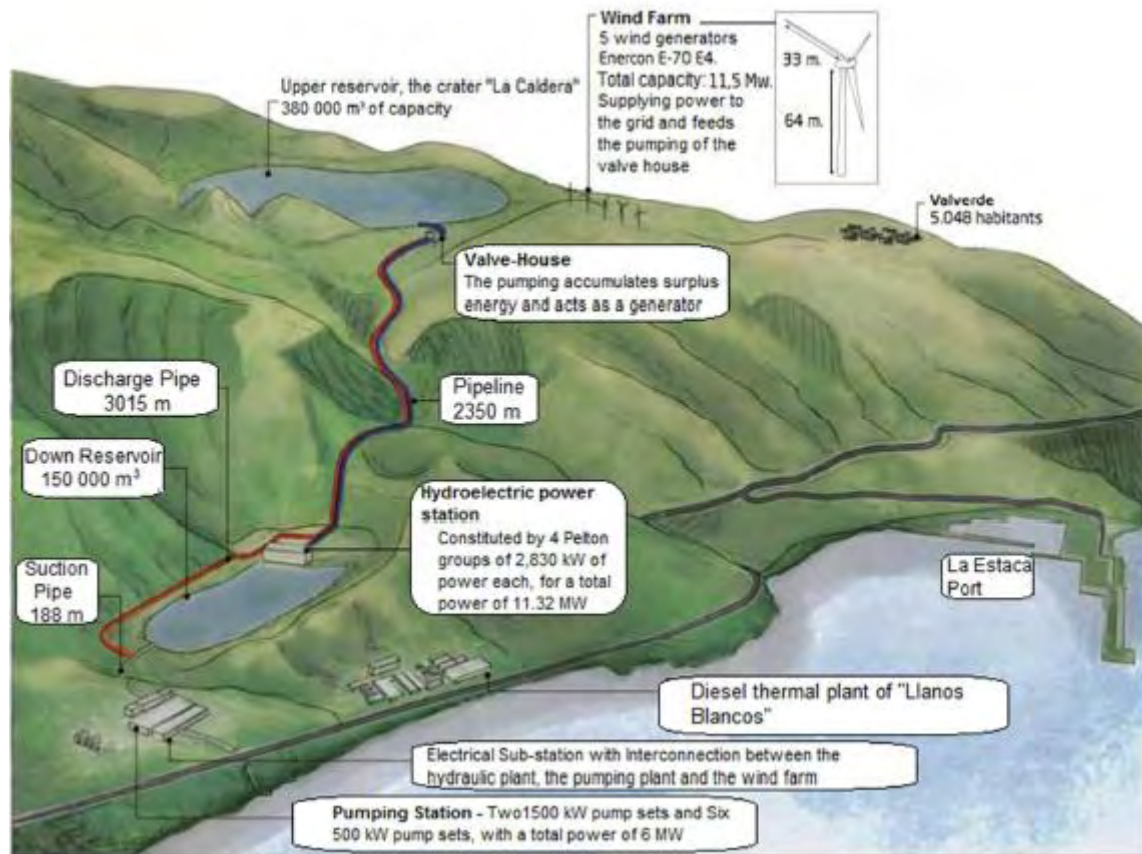 Wind Farm
5 wind generators
Enercon E-70 E4.
Total capacity: 11,5 Mw.
Supplying power to
the grid and feeds
the pumping of the
valve house
33 m.
64 m.
Upper reservoir, the crater "La Caldera"
380 000 m³ of capacity
Valverde
5.048 habitants
Valve-House
The pumping accumulates surplus
energy and acts as a generator
Discharge Pipe
3015 m
Pipeline
2350 m
Down Reservoir
150 000 m³
Hydroelectric power
station
Constituted by 4 Pelton
groups of 2,830 kW of
power each, for a total
power of 11.32 MW
Suction
Pipe
188 m
La Estaca
Port
Diesel thermal plant of "Llanos
Blancos"
Electrical Sub-station with Interconnection between the
hydraulic plant, the pumping plant and the wind farm
Pumping Station - Two1500 kW pump sets and Six
500 kW pump sets, with a total power of 6 MW